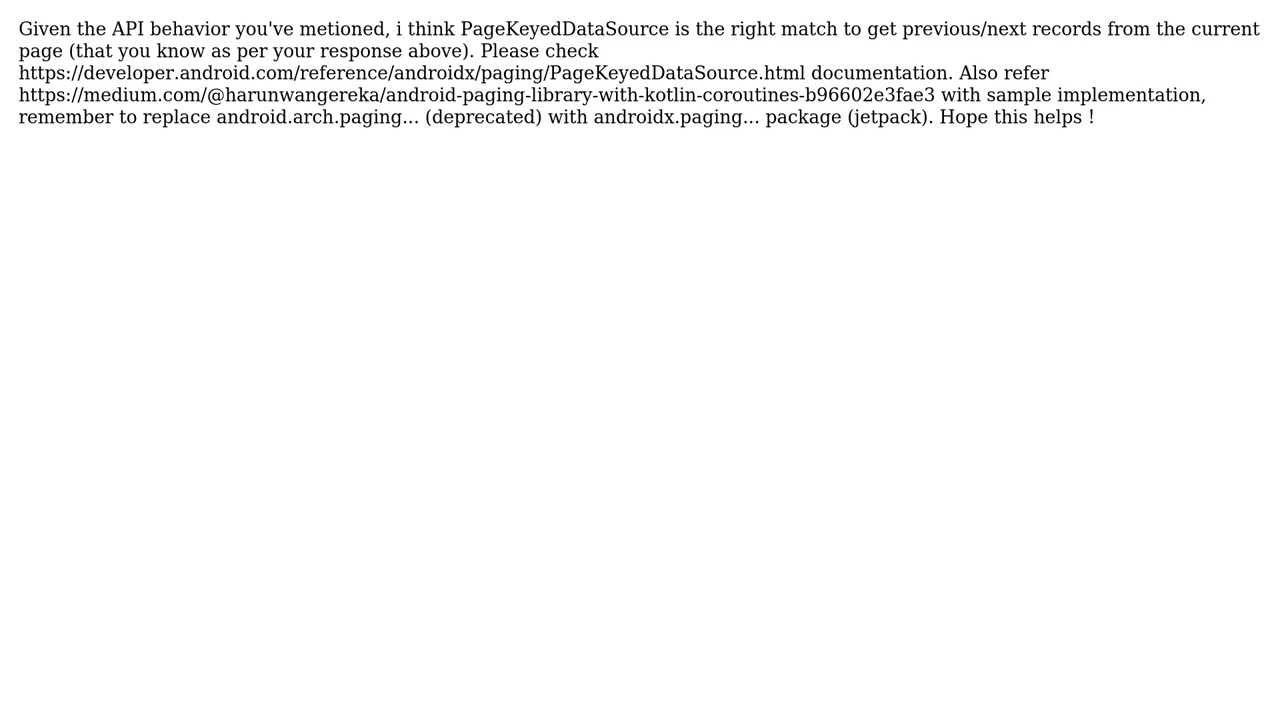 Given the API behavior you've metioned, i think PageKeyedDataSource is the right match to get previous/next records from the current
page (that you know as per your response above). Please check
https://developer.android.com/reference/androidx/paging/PageKeyedDataSource.html documentation. Also refer
https://medium.com/@harunwangereka/android-paging-library-with-kotlin-coroutines-b96602e3fae3 with sample implementation,
remember to replace android.arch.paging... (deprecated) with androidx.paging... package (jetpack). Hope this helps !